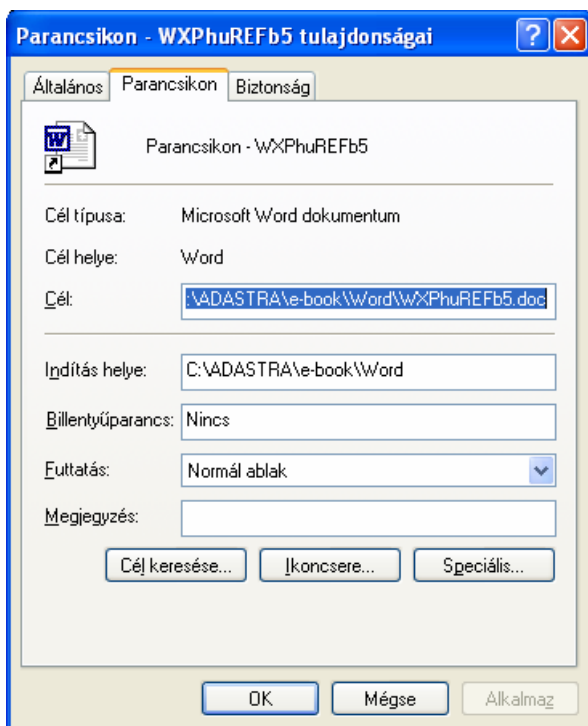 Parancsikon - WXPhuREFb5 tulajdonságai
Általános Parancsikon Biztonság
Parancsikon - WXPhuREFb5
Cél típusa: Microsoft Word dokumentum
Cél helye: Word
Cél: :\ADASTRA\e-book\Word\WXPhuREFb5.doc
Indítás helye: C:\ADASTRA\e-book\Word
Billentyűparancs: Nincs
Futtatás: Normál ablak
Megjegyzés:
Cél keresése... Ikoncsere... Speciális...
OK Mégse Alkalmaz